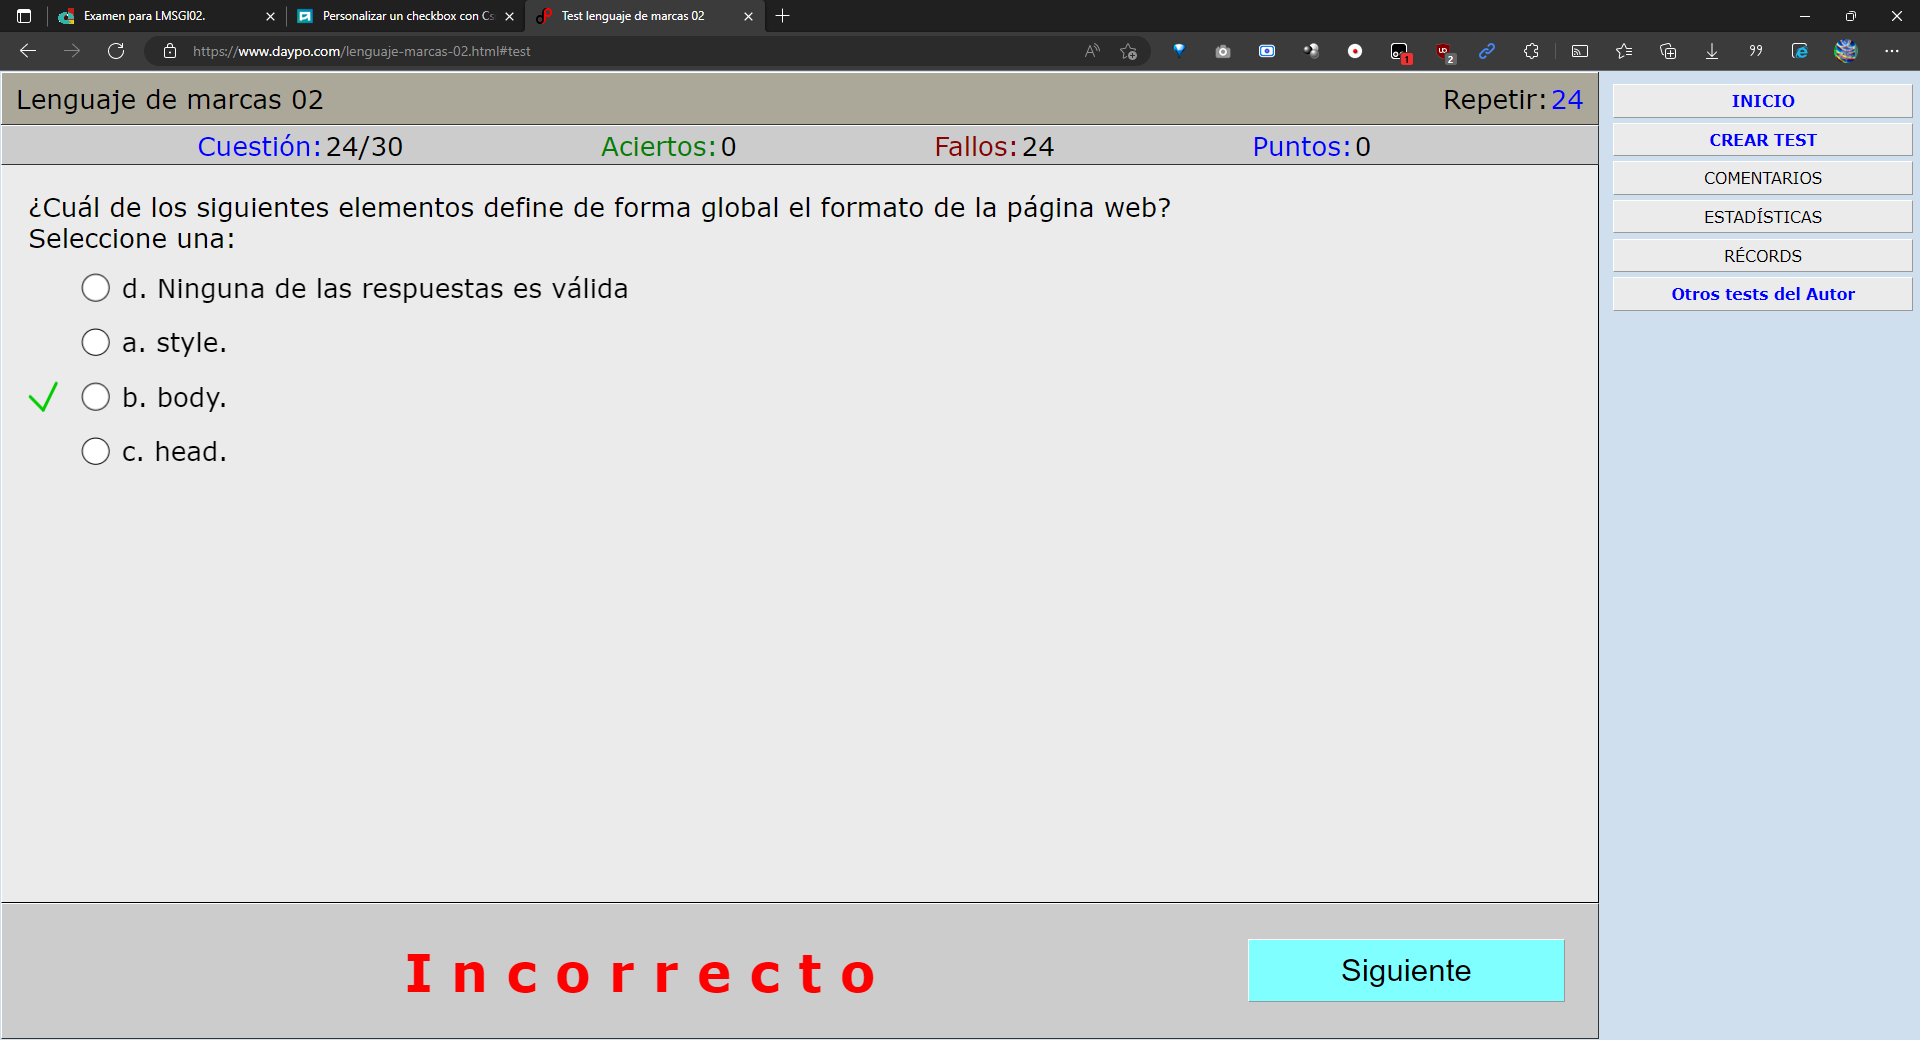 Examen para LMSGI02.
Personalizar un checkbox con Cs
Test lenguaje de marcas 02
https://www.daypo.com/lenguaje-marcas-02.html#test
1
2
Lenguaje de marcas 02
Repetir: 24
Cuestión: 24/30
Aciertos: 0
Fallos: 24
Puntos: 0
¿Cuál de los siguientes elementos define de forma global el formato de la página web?
Seleccione una:
d. Ninguna de las respuestas es válida
a. style.
b. body.
c. head.
Incorrecto
Siguiente
INICIO
CREAR TEST
COMENTARIOS
ESTADÍSTICAS
RÉCORDS
Otros tests del Autor